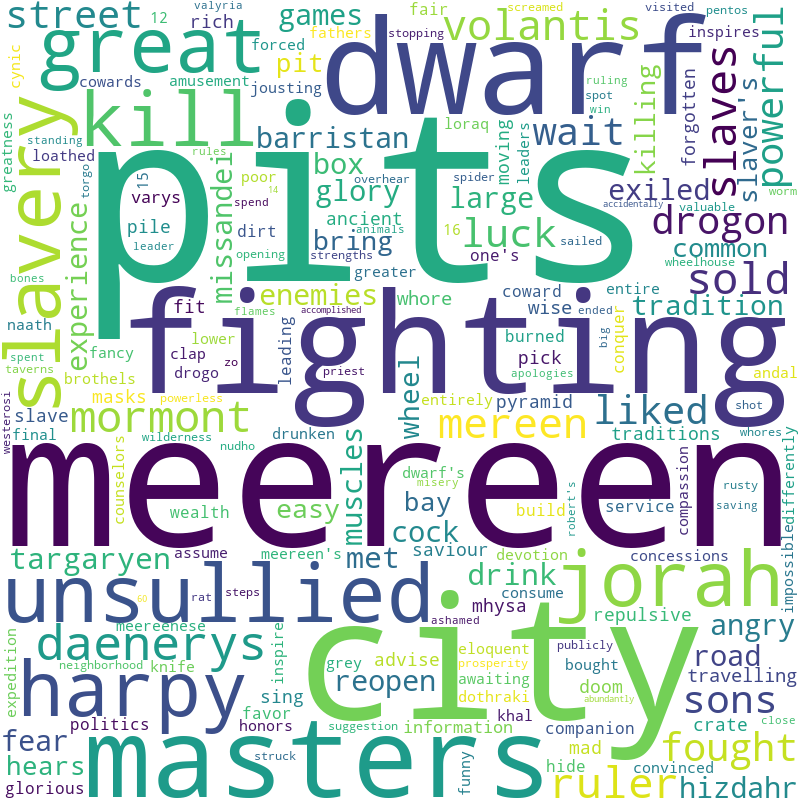 valyria
screamed
visited
pentos
street
12
games
volantis
fair
inspires
rich
fathers
stopping
great
forced
dwarf
cynic
cowards
amusement
pit
ruling
spot
win
jousting
killing
forgotten
slaves
slaver's
powerful
greatness
standing
loathed
kill
barristan
loraq
wait
moving
leaders
rules
overhear
spider
torgo
15
varys
missandei
box
poor
14
large
exiled
accidentally
valuable
worm
slavery
pits
spend
glory
animals
drogon
pile
dirt
ancient
luck
16
sailed
common
wheelhouse
leader
opening
bring
strengths
one's
sold
bones
experience
greater
entire
naath
fit
enemies
whore
coward
wise
ended
tradition
flames
accomplished
big
conquer
spent
taverns
fancy
lower
clap
zo
fighting
leading
burned
pick
andal
brothels
drogo
priest
apologies
shot
whores
westerosi
slave
masks
powerless
mormont
wheel
entirely
pyramid
liked
final
wilderness
nudho
drunken
muscles
mereen
traditions
counselors
meereen
dwarf's
misery
compassion
rusty
saving
impossible
differently
wealth
easy
bay
build
robert's
service
cock
targaryen
assume
meereen's
met
saviour
devotion
concessions
rat
steps
drink
jorah
unsullied
60
consume
ashamed
mhysa
repulsive
meereenese
daenerys
inspire
eloquent
publicly
angry
expedition
neighborhood
knife
grey
advise
prosperity
city
bought
abundantly
road
harpy
favor
reopen
awaiting
dothraki
doom
travelling
sing
sons
politics
honors
suggestion
information
khal
companion
crate
close
fear
struck
masters
funny
mad
fought
hears
hide
convinced
glorious
ruler
hizdahr